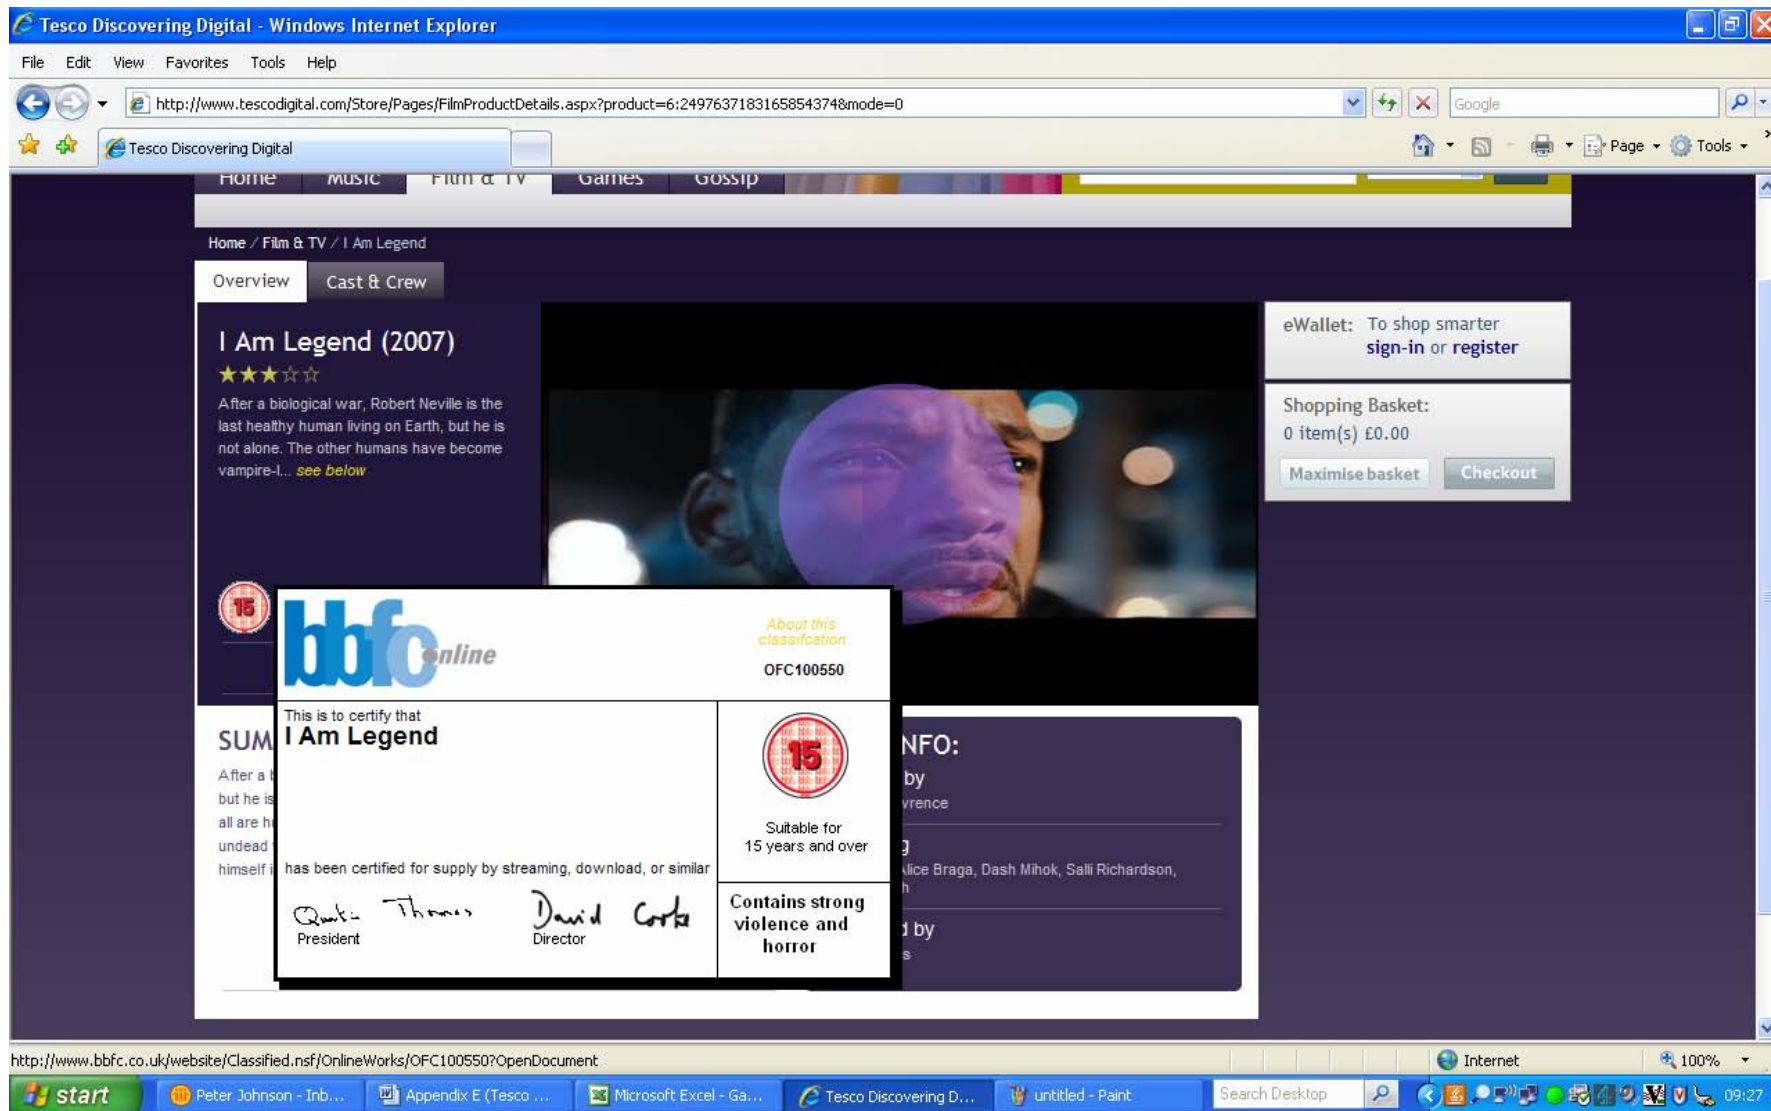 Tesco Discovering Digital - Windows Internet Explorer
File Edit View Favorites Tools Help
http://www.tescodigital.com/Store/Pages/FilmProductDetails.aspx?product=6:2497637183165854374&mode=0
Google
Tesco Discovering Digital
Page Tools
Home Music Film & TV Games Gossip
Home / Film & TV / I Am Legend
Overview Cast & Crew
I Am Legend (2007)
After a biological war, Robert Neville is the
last healthy human living on Earth, but he is
not alone. The other humans have become
vampire-l... see below
eWallet: To shop smarter
sign-in or register
Shopping Basket:
0 item(s) £0.00
Maximise basket Checkout
15
bbfc online
About this
classifcation
OFC100550
This is to certify that
I Am Legend
15
Suitable for
15 years and over
has been certified for supply by streaming, download, or similar
Quentin Thomas David Cooke
President Director
Contains strong
violence and
horror
SUM
After a b
but he is
all are hu
undead
himself i
NFO:
by
wrence
g
Alice Braga, Dash Mihok, Salli Richardson,
h
d by
s
http://www.bbfc.co.uk/website/Classified.nsf/OnlineWorks/OFC100550?OpenDocument
Internet 100%
start Peter Johnson - Inb... Appendix E (Tesco ... Microsoft Excel - Ga... Tesco Discovering D... untitled - Paint Search Desktop 09:27